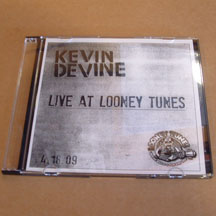 KEVIN
DEVINE
LIVE AT LOONEY TUNES
4.18.09